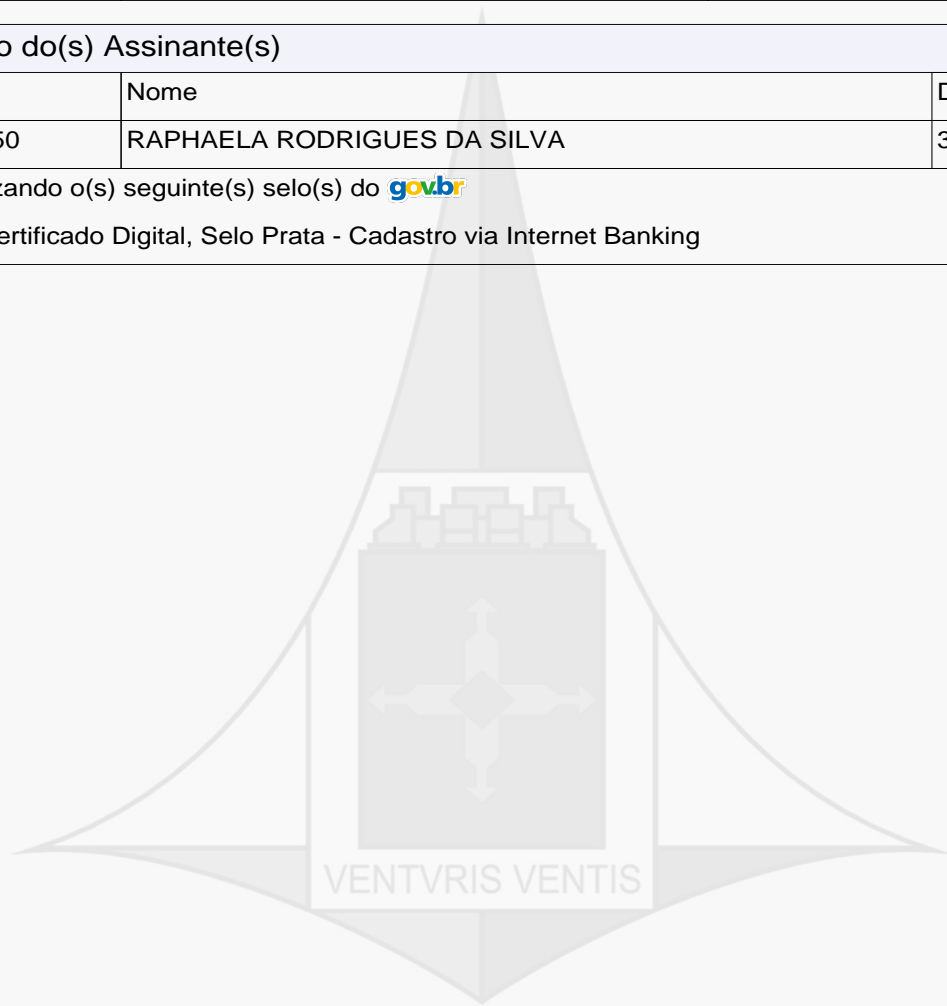 o do(s) Assinante(s)
Nome
50 RAPHAELA RODRIGUES DA SILVA 3
zando o(s) seguinte(s) selo(s) do gov.br
ertificado Digital, Selo Prata - Cadastro via Internet Banking
VENTVRIS VENTIS